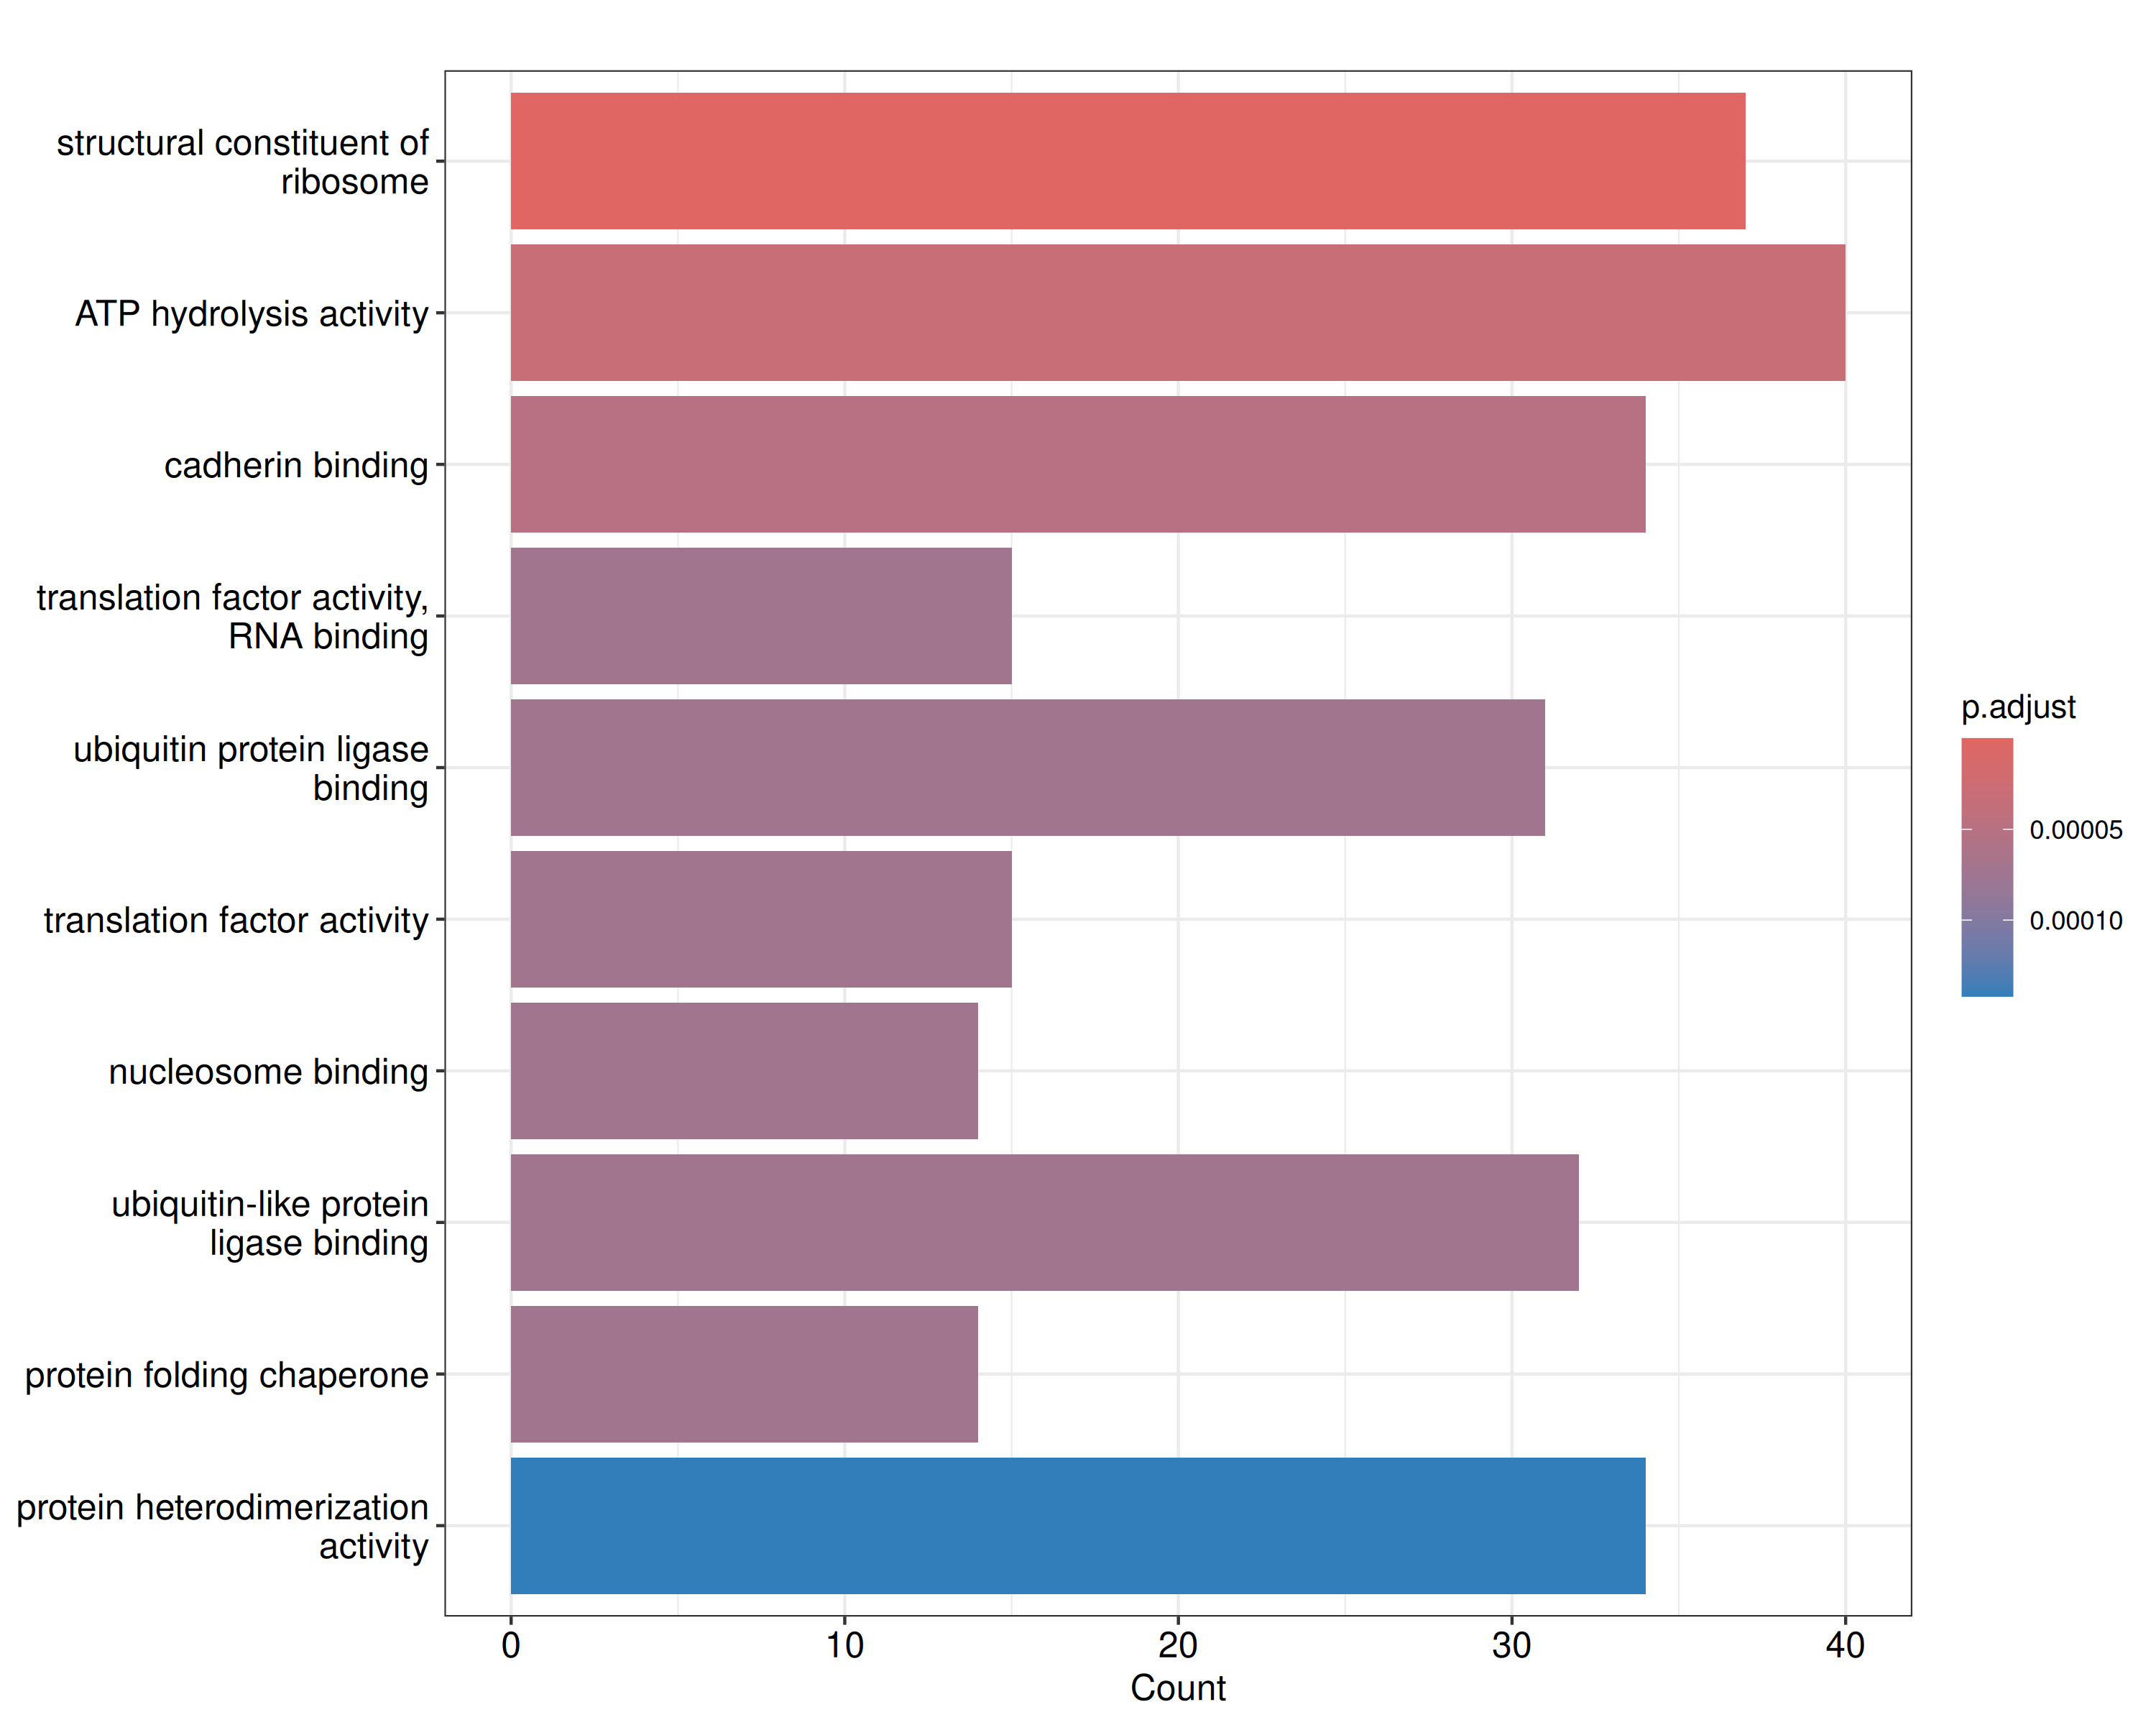 structural constituent of
ribosome
ATP hydrolysis activity
cadherin binding
translation factor activity,
RNA binding
ubiquitin protein ligase
binding
translation factor activity
nucleosome binding
ubiquitin-like protein
ligase binding
protein folding chaperone
protein heterodimerization
activity
0 10 20 30 40
Count
p.adjust
0.00005
0.00010